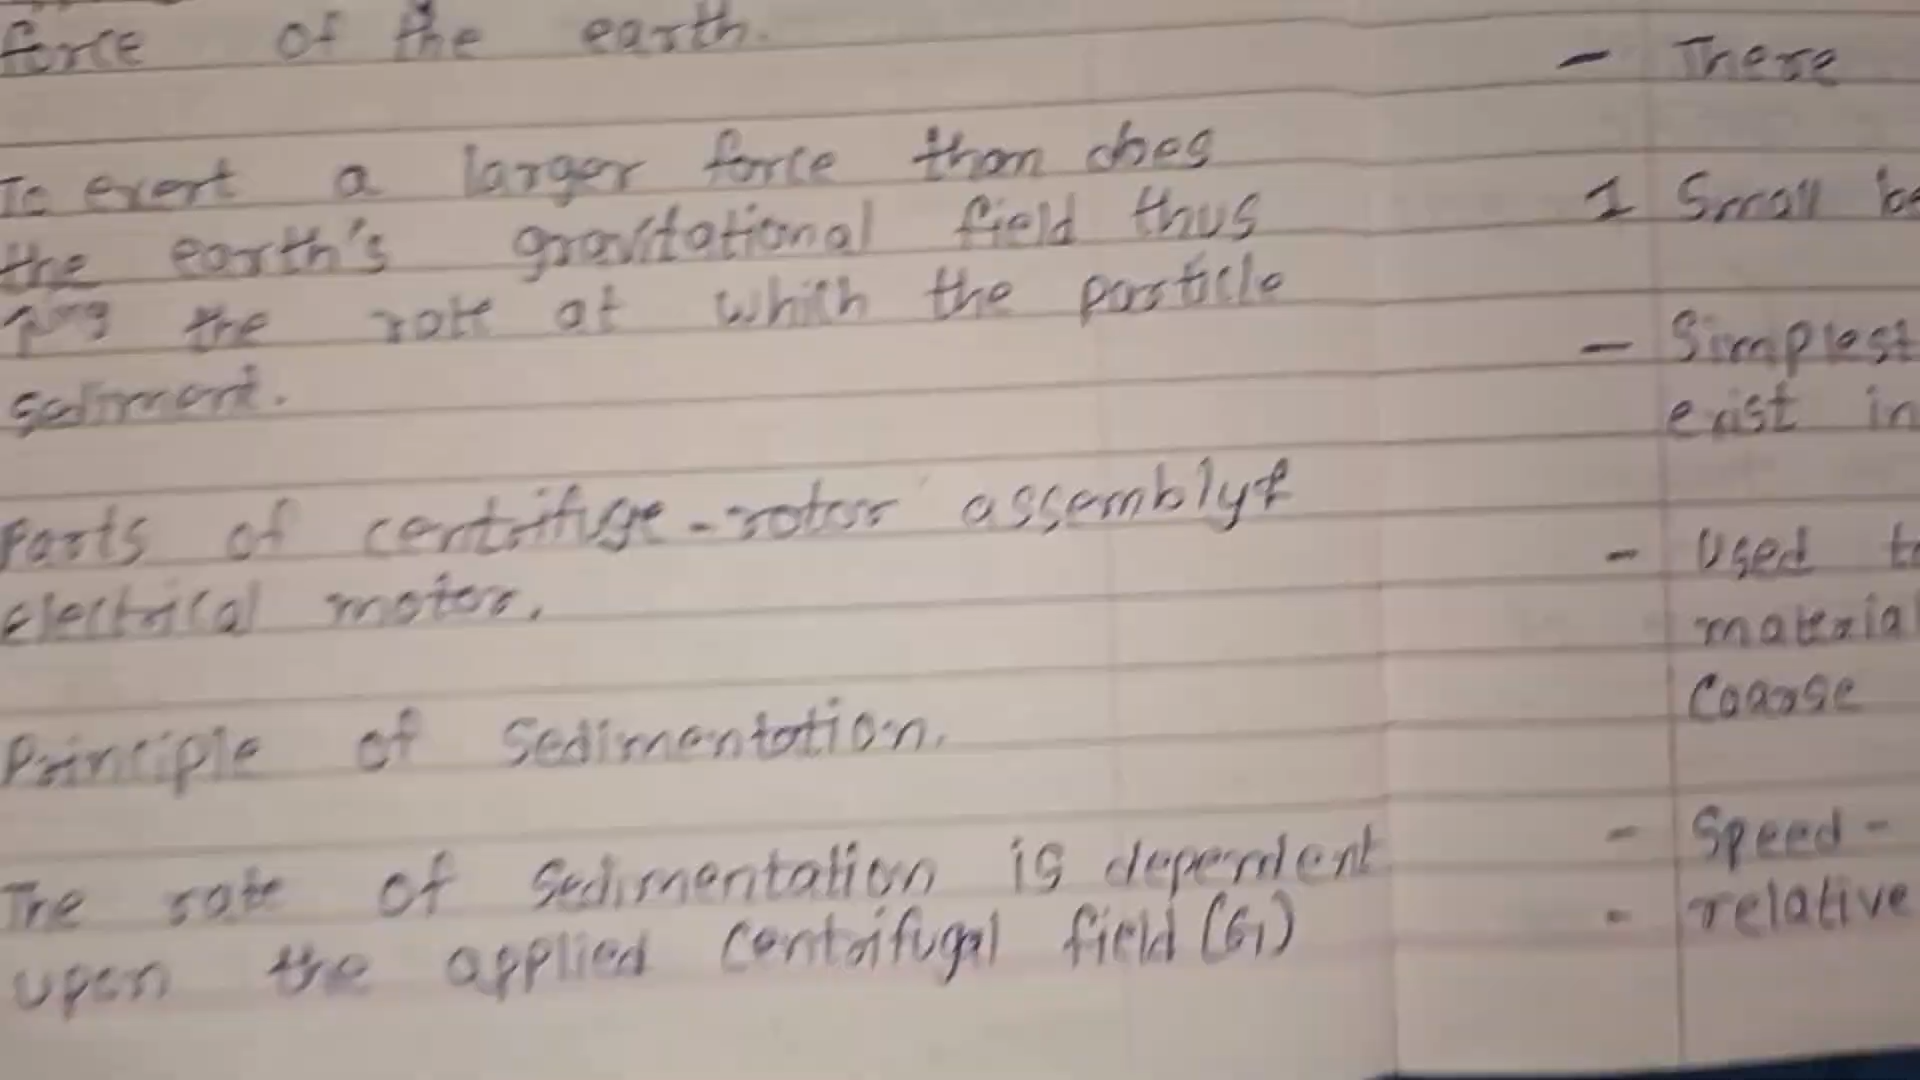 force of the earth.
To exert a larger force than does
the earth's gravitational field thus
the rate at which the particle
sediment.
Parts of centrifuge - rotor assembly &
electrical motor.
Principle of Sedimentation.
The rate of Sedimentation is dependent
upon the applied Centrifugal field (G)
- These
1 Small
- Simplest
exist in
- Used
material
Coarse
- Speed -
- relative